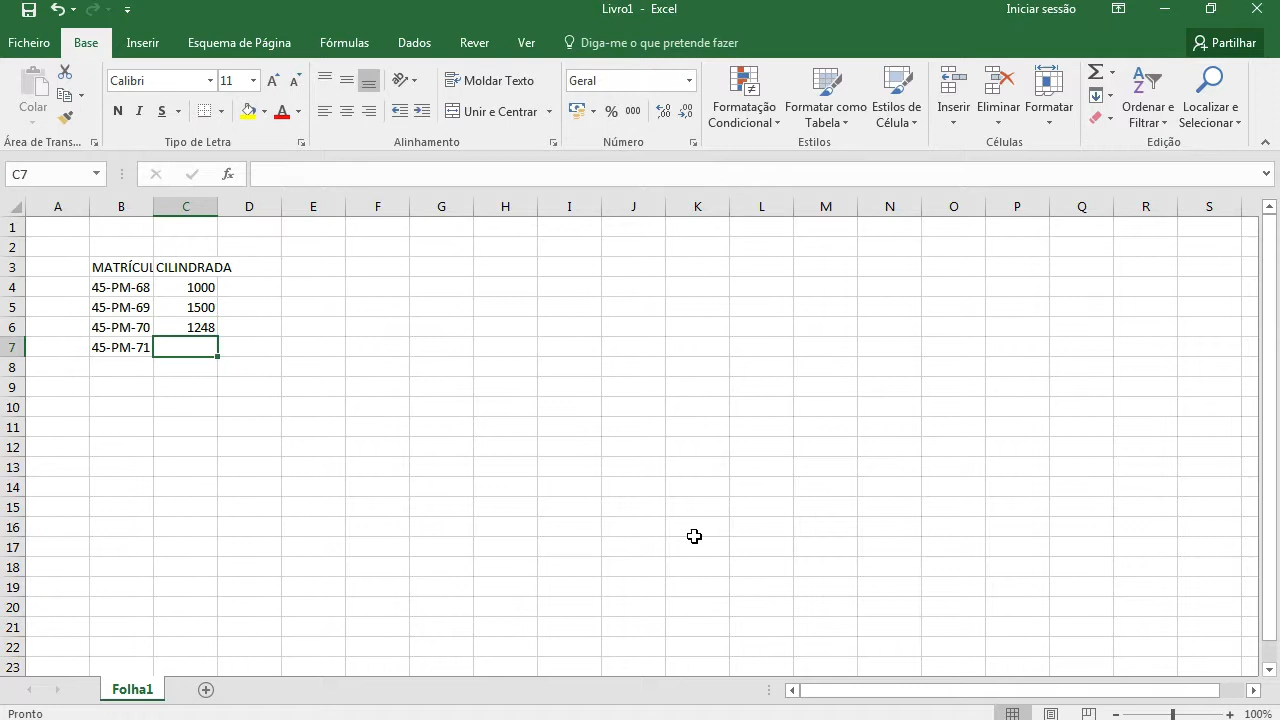 Livro1 - Excel
Iniciar sessão
Ficheiro Base Inserir Esquema de Página Fórmulas Dados Rever Ver Diga-me o que pretende fazer Partilhar
Colar
Calibri 11
N I S
Moldar Texto
Unir e Centrar
Geral
% 000
Formatação Condicional
Formatar como Tabela
Estilos de Célula
Inserir
Eliminar
Formatar
Ordenar e Filtrar
Localizar e Selecionar
Área de Trans... Tipo de Letra Alinhamento Número Estilos Células Edição
C7 fx
A B C D E F G H I J K L M N O P Q R S
1
2
3 MATRÍCUL CILINDRADA
4 45-PM-68 1000
5 45-PM-69 1500
6 45-PM-70 1248
7 45-PM-71
8
9
10
11
12
13
14
15
16
17
18
19
20
21
22
23
Folha1
Pronto 100%